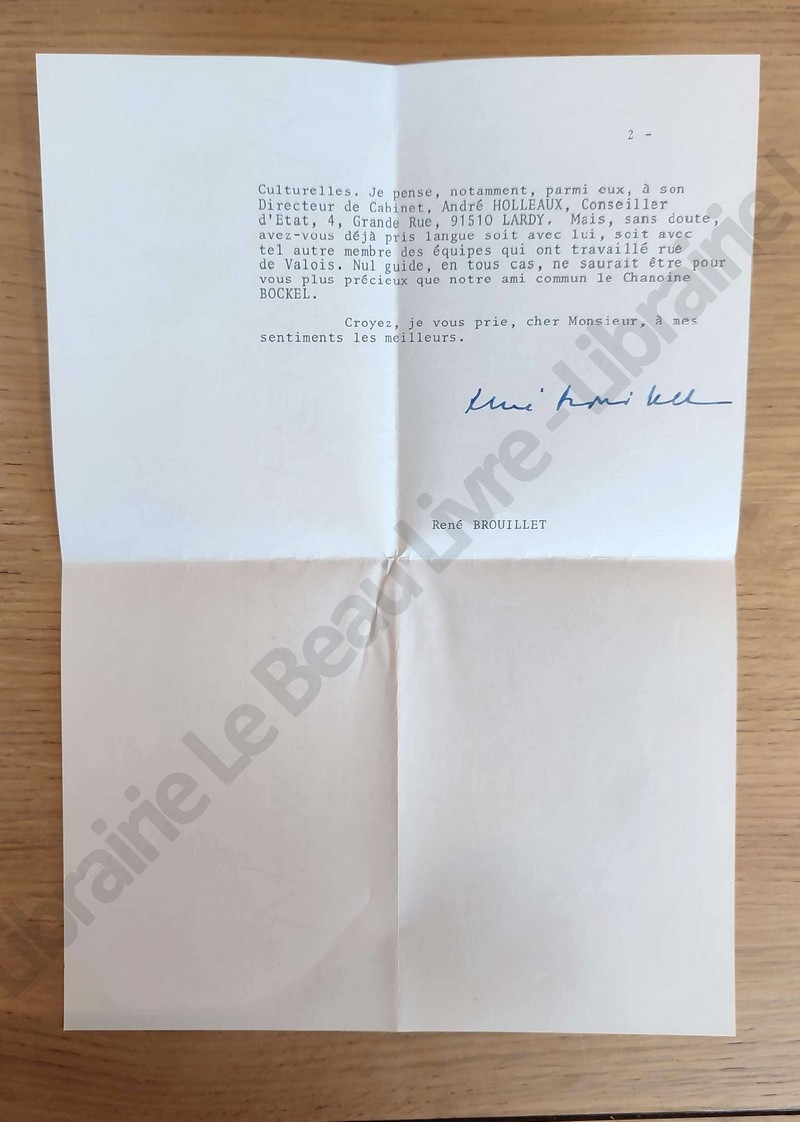 2 -
Culturelles. Je pense, notamment, parmi eux, à son
Directeur de Cabinet, André HOLLEAUX, Conseiller
d'Etat, 4, Grande Rue, 91510 LARDY. Mais, sans doute,
avez-vous déjà pris langue soit avec lui, soit avec
tel autre membre des équipes qui ont travaillé rue
de Valois. Nul guide, en tous cas, ne saurait être pour
vous plus précieux que notre ami commun le Chanoine
BOCKEL.
Croyez, je vous prie, cher Monsieur, à mes
sentiments les meilleurs.
René Brouillet
René BROUILLET
Librairie Le Beau Livre - Librairie